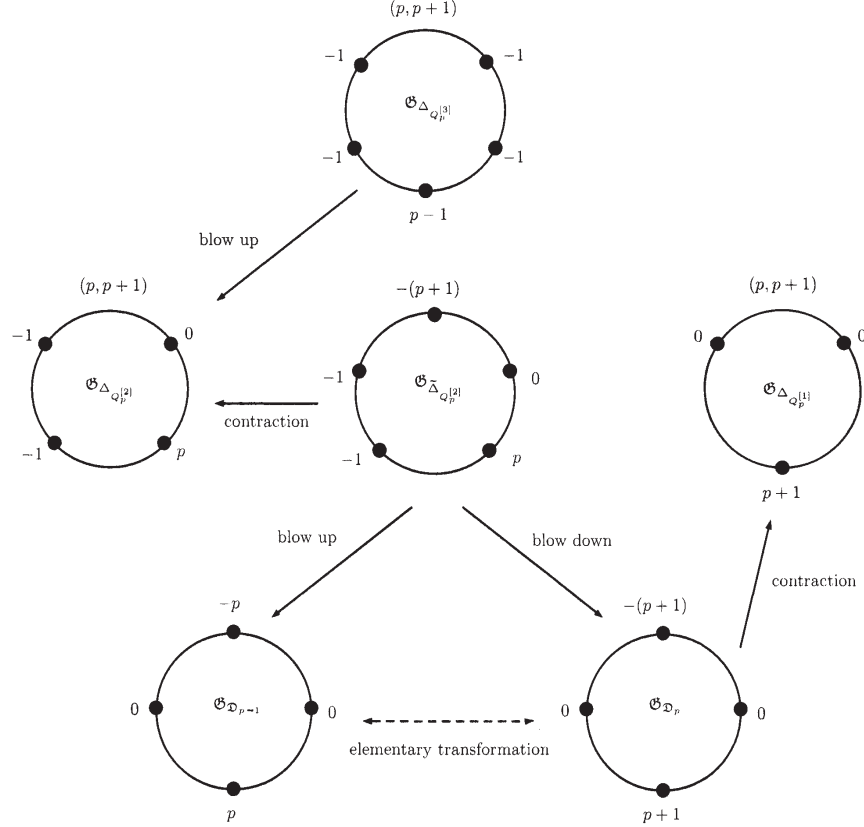 (p, p+1)
−1 −1
𝔊_{Δ_{Q_p^{[3]}}}
−1 −1
p − 1
blow up
(p, p+1) −(p+1) (p, p+1)
−1 0 0 0
𝔊_{Δ_{Q_p^{[2]}}} −1 𝔊_{Δ̃_{Q_p^{[2]}}} 0 𝔊_{Δ_{Q_p^{[1]}}}
contraction
−1 p −1 p
p + 1
blow up blow down
contraction
−p −(p+1)
0 𝔊_{𝔇_{p−1}} 0 0 𝔊_{𝔇_p} 0
elementary transformation
p p + 1